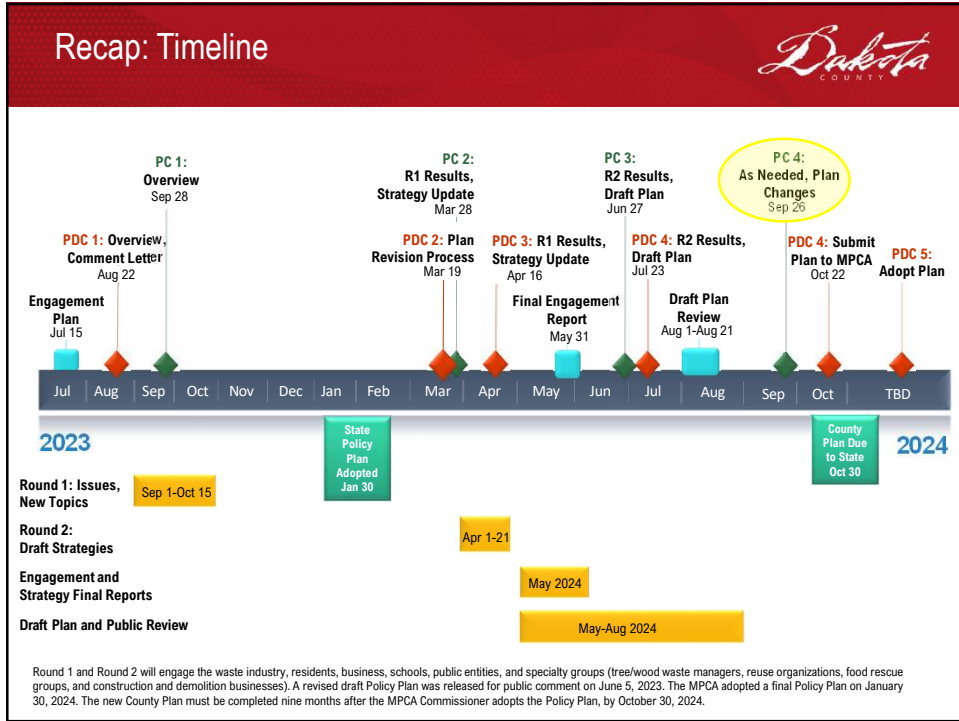 Recap: Timeline
Dakota
COUNTY
PC 1:
Overview
Sep 28
PC 2:
R1 Results,
Strategy Update
Mar 28
PC 3:
R2 Results,
Draft Plan
Jun 27
PC 4:
As Needed, Plan
Changes
Sep 26
PDC 1: Overview,
Comment Letter
Aug 22
PDC 2: Plan
Revision Process
Mar 19
PDC 3: R1 Results,
Strategy Update
Apr 16
PDC 4: R2 Results,
Draft Plan
Jul 23
PDC 4: Submit
Plan to MPCA
Oct 22
PDC 5:
Adopt Plan
Engagement
Plan
Jul 15
Final Engagement
Report
May 31
Draft Plan
Review
Aug 1-Aug 21
Jul Aug Sep Oct Nov Dec Jan Feb Mar Apr May Jun Jul Aug Sep Oct TBD
2023
State
Policy
Plan
Adopted
Jan 30
County
Plan Due
to State
Oct 30
2024
Round 1: Issues,
New Topics
Sep 1-Oct 15
Round 2:
Draft Strategies
Apr 1-21
Engagement and
Strategy Final Reports
May 2024
Draft Plan and Public Review
May-Aug 2024
Round 1 and Round 2 will engage the waste industry, residents, business, schools, public entities, and specialty groups (tree/wood waste managers, reuse organizations, food rescue
groups, and construction and demolition businesses). A revised draft Policy Plan was released for public comment on June 5, 2023. The MPCA adopted a final Policy Plan on January
30, 2024. The new County Plan must be completed nine months after the MPCA Commissioner adopts the Policy Plan, by October 30, 2024.